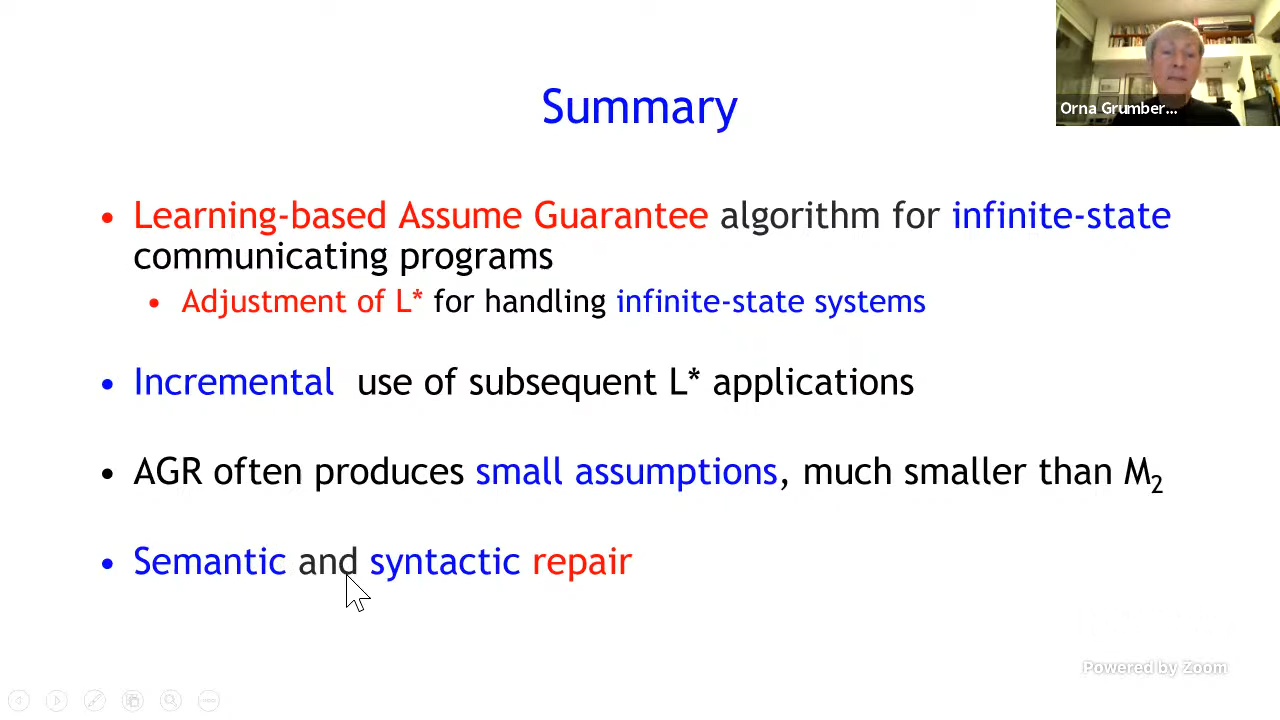 Summary
Orna Grumber...
• Learning-based Assume Guarantee algorithm for infinite-state
communicating programs
• Adjustment of L* for handling infinite-state systems
• Incremental use of subsequent L* applications
• AGR often produces small assumptions, much smaller than M₂
• Semantic and syntactic repair
Powered by Zoom